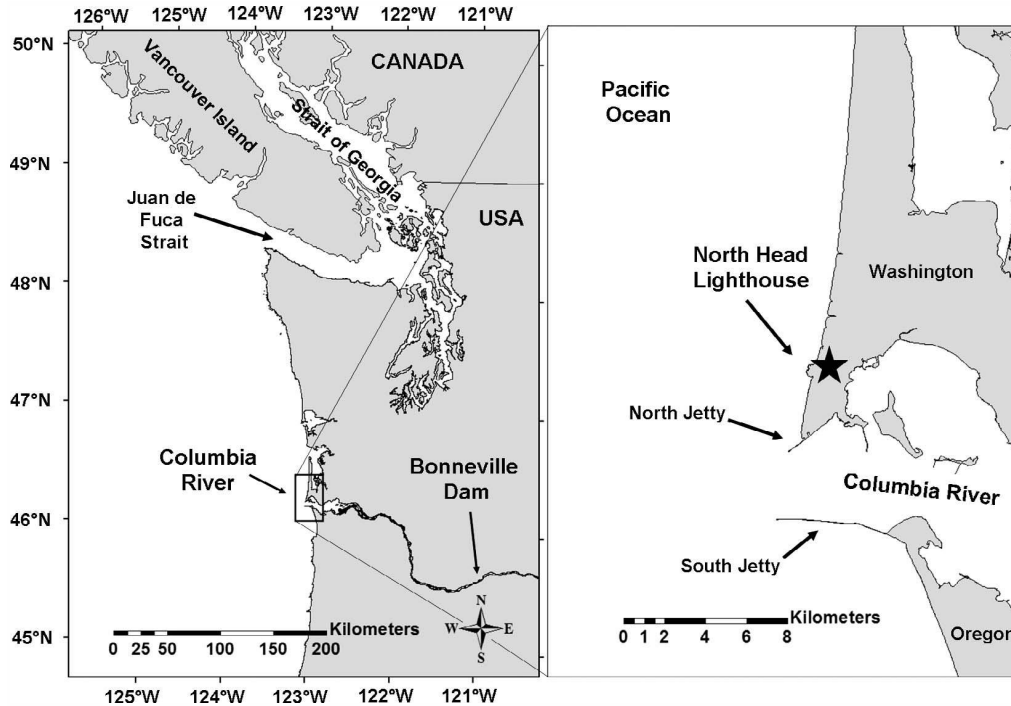 126°W 125°W 124°W 123°W 122°W 121°W
50°N
49°N
48°N
47°N
46°N
45°N
Vancouver Island
CANADA
Strait of Georgia
USA
Juan de
Fuca
Strait
Columbia
River
Bonneville
Dam
Kilometers
0 25 50 100 150 200
N
W E
S
125°W 124°W 123°W 122°W 121°W
Pacific
Ocean
North Head
Lighthouse
Washington
North Jetty
Columbia River
South Jetty
Kilometers
0 1 2 4 6 8
Oregon